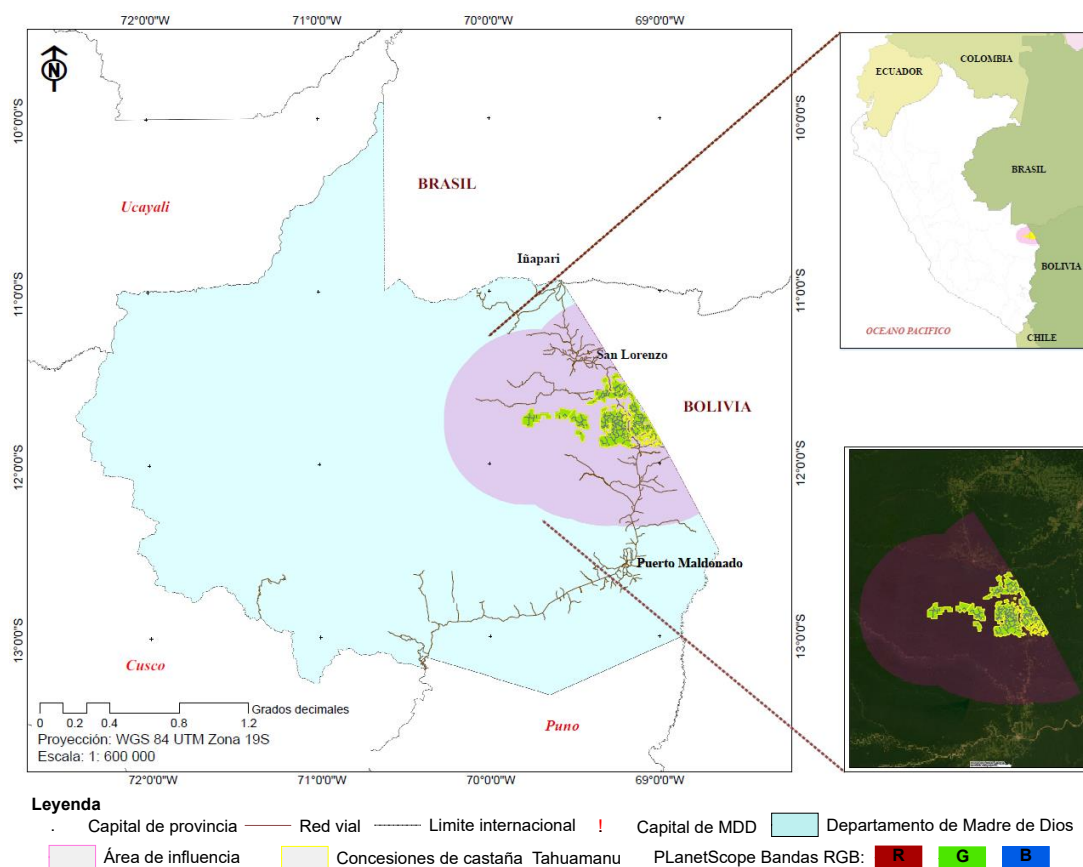 72°0'0"W 71°0'0"W 70°0'0"W 69°0'0"W
N
10°0'0"S
11°0'0"S
12°0'0"S
13°0'0"S
BRASIL
Ucayali
Iñapari
San Lorenzo
BOLIVIA
Puerto Maldonado
Cusco
Puno
0 0.2 0.4 0.8 1.2 Grados decimales
Proyección: WGS 84 UTM Zona 19S
Escala: 1: 600 000
10°0'0"S
11°0'0"S
12°0'0"S
13°0'0"S
72°0'0"W 71°0'0"W 70°0'0"W 69°0'0"W
COLOMBIA
ECUADOR
BRASIL
BOLIVIA
OCEANO PACIFICO
CHILE
Leyenda
. Capital de provincia Red vial Limite internacional ! Capital de MDD Departamento de Madre de Dios
Área de influencia Concesiones de castaña Tahuamanu PLanetScope Bandas RGB: R G B